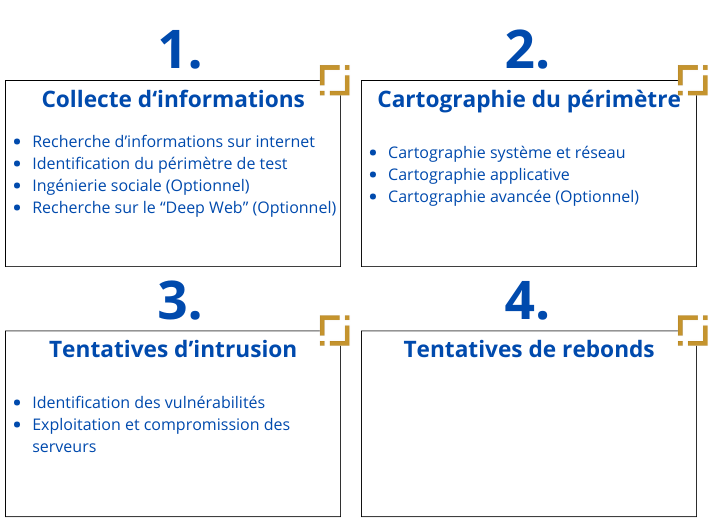 1.
Collecte d’informations
Recherche d’informations sur internet
Identification du périmètre de test
Ingénierie sociale (Optionnel)
Recherche sur le “Deep Web” (Optionnel)
2.
Cartographie du périmètre
Cartographie système et réseau
Cartographie applicative
Cartographie avancée (Optionnel)
3.
Tentatives d’intrusion
Identification des vulnérabilités
Exploitation et compromission des
serveurs
4.
Tentatives de rebonds